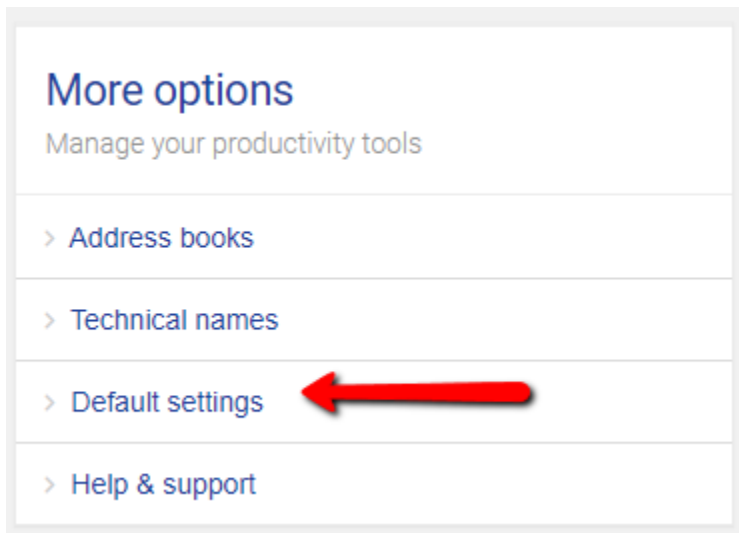 More options
Manage your productivity tools
Address books
Technical names
Default settings
Help & support